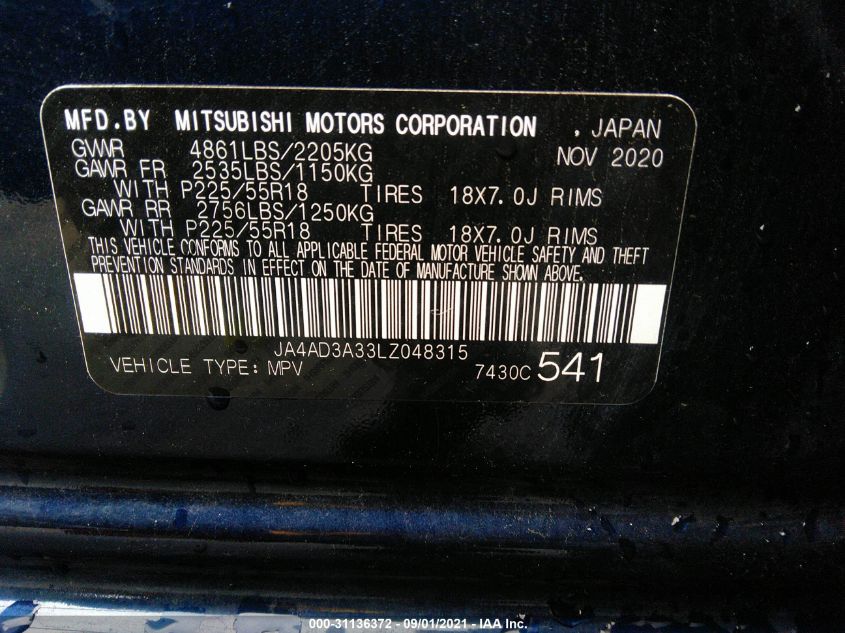 MFD.BY MITSUBISHI MOTORS CORPORATION . JAPAN
GVWR 4861LBS/2205KG NOV 2020
GAWR FR 2535LBS/1150KG
WITH P225/55R18 TIRES 18X7.0J RIMS
GAWR RR 2756LBS/1250KG
WITH P225/55R18 TIRES 18X7.0J RIMS
THIS VEHICLE CONFORMS TO ALL APPLICABLE FEDERAL MOTOR VEHICLE SAFETY AND THEFT
PREVENTION STANDARDS IN EFFECT ON THE DATE OF MANUFACTURE SHOWN ABOVE.
JA4AD3A33LZ048315
VEHICLE TYPE: MPV 7430C 541
000-31136372 - 09/01/2021 - IAA Inc.